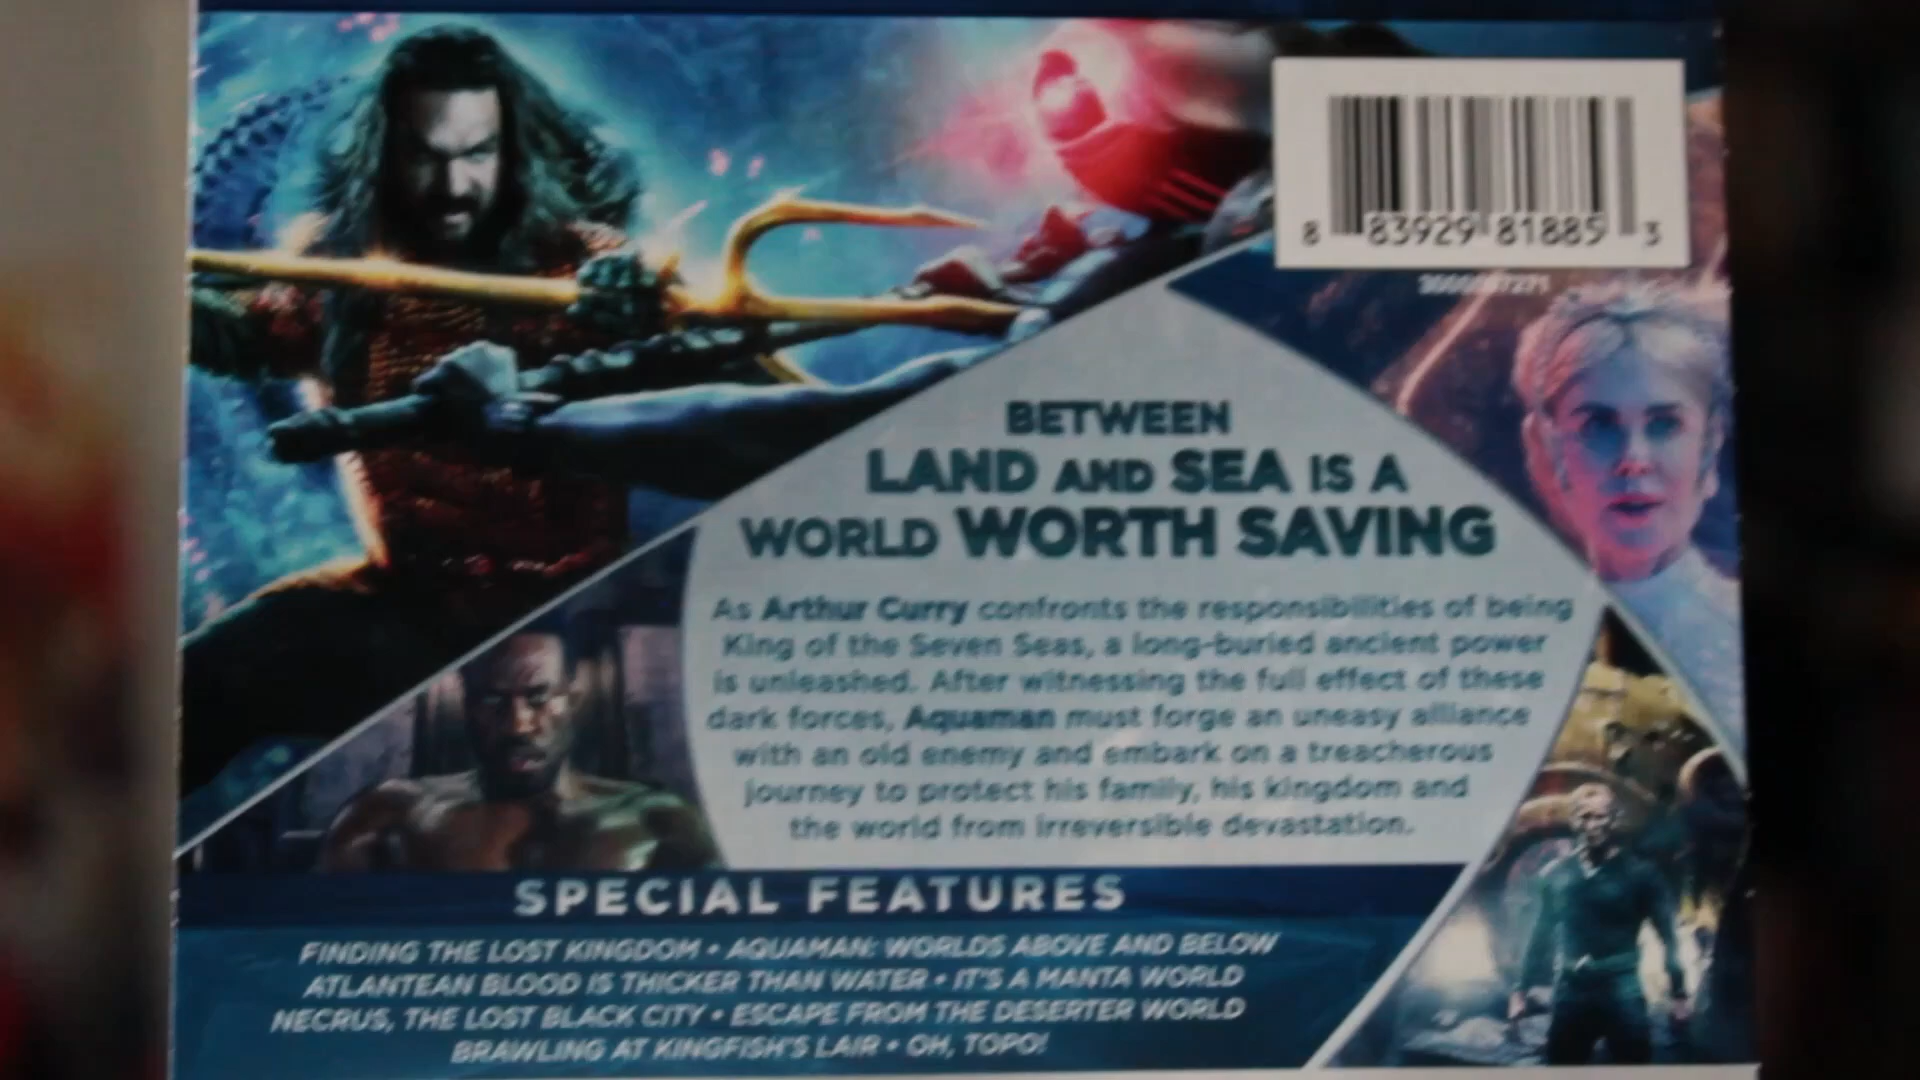 8 83929 81885 3
BETWEEN
LAND AND SEA IS A
WORLD WORTH SAVING
As Arthur Curry confronts the responsibilities of being
King of the Seven Seas, a long-buried ancient power
is unleashed. After witnessing the full effect of these
dark forces, Aquaman must forge an uneasy alliance
with an old enemy and embark on a treacherous
journey to protect his family, his kingdom and
the world from irreversible devastation.
SPECIAL FEATURES
FINDING THE LOST KINGDOM • AQUAMAN: WORLDS ABOVE AND BELOW
ATLANTEAN BLOOD IS THICKER THAN WATER • IT'S A MANTA WORLD
NECRUS, THE LOST BLACK CITY • ESCAPE FROM THE DESERTER WORLD
BRAWLING AT KINGFISH'S LAIR • OH, TOPO!